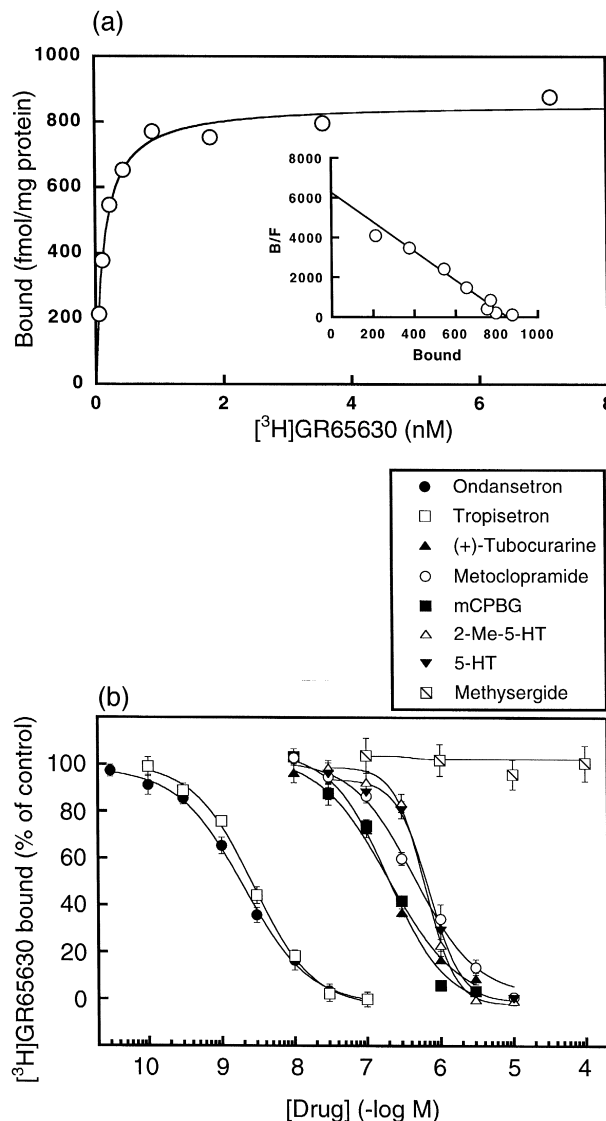 (a)
Bound (fmol/mg protein)
1000
800
600
400
200
0
0 2 4 6 8
[³H]GR65630 (nM)
B/F
8000
6000
4000
2000
0
0 200 400 600 800 1000
Bound
Ondansetron
Tropisetron
(+)-Tubocurarine
Metoclopramide
mCPBG
2-Me-5-HT
5-HT
Methysergide
(b)
[³H]GR65630 bound (% of control)
100
80
60
40
20
0
10 9 8 7 6 5 4
[Drug] (-log M)